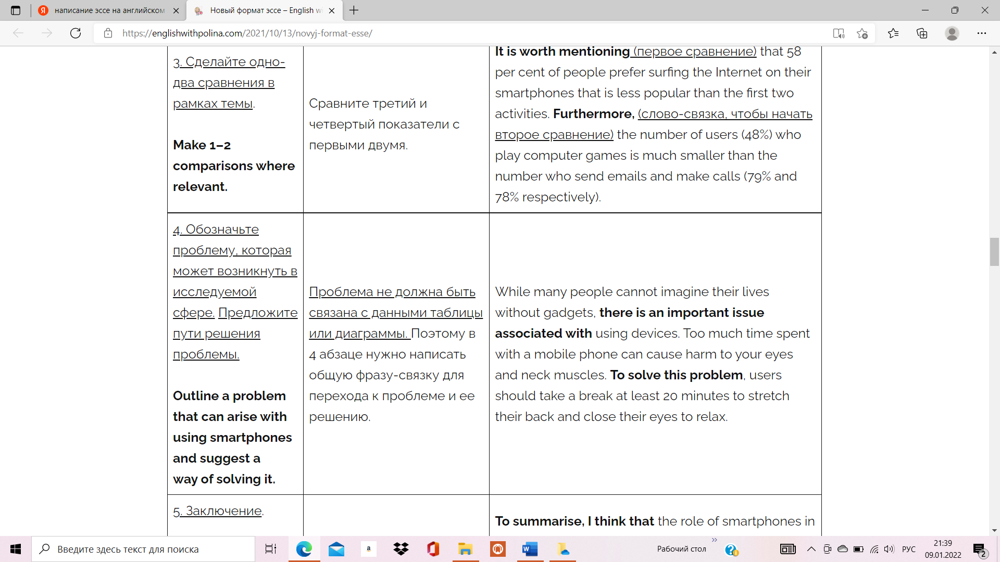 написание эссе на английском
Новый формат эссе – English wi
https://englishwithpolina.com/2021/10/13/novyj-format-esse/
3. Сделайте одно-
два сравнения в
рамках темы.
Make 1–2
comparisons where
relevant.
Сравните третий и
четвертый показатели с
первыми двумя.
It is worth mentioning (первое сравнение) that 58
per cent of people prefer surfing the Internet on their
smartphones that is less popular than the first two
activities. Furthermore, (слово-связка, чтобы начать
второе сравнение) the number of users (48%) who
play computer games is much smaller than the
number who send emails and make calls (79% and
78% respectively).
4. Обозначьте
проблему, которая
может возникнуть в
исследуемой
сфере. Предложите
пути решения
проблемы.
Outline a problem
that can arise with
using smartphones
and suggest a
way of solving it.
Проблема не должна быть
связана с данными таблицы
или диаграммы. Поэтому в
4 абзаце нужно написать
общую фразу-связку для
перехода к проблеме и ее
решению.
While many people cannot imagine their lives
without gadgets, there is an important issue
associated with using devices. Too much time spent
with a mobile phone can cause harm to your eyes
and neck muscles. To solve this problem, users
should take a break at least 20 minutes to stretch
their back and close their eyes to relax.
5. Заключение.
To summarise, I think that the role of smartphones in
Введите здесь текст для поиска
Рабочий стол
РУС
21:39
09.01.2022
2